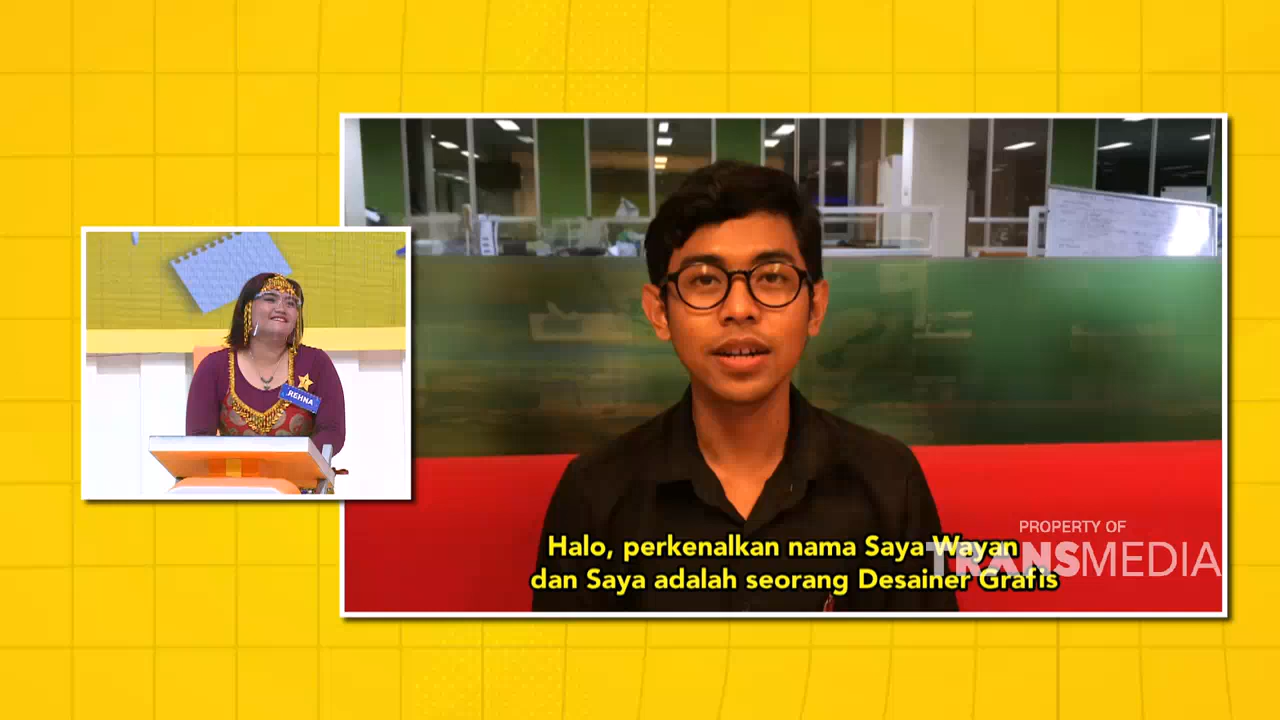 REHNA
Halo, perkenalkan nama Saya Wayan
dan Saya adalah seorang Desainer Grafis
PROPERTY OF
TRANSMEDIA